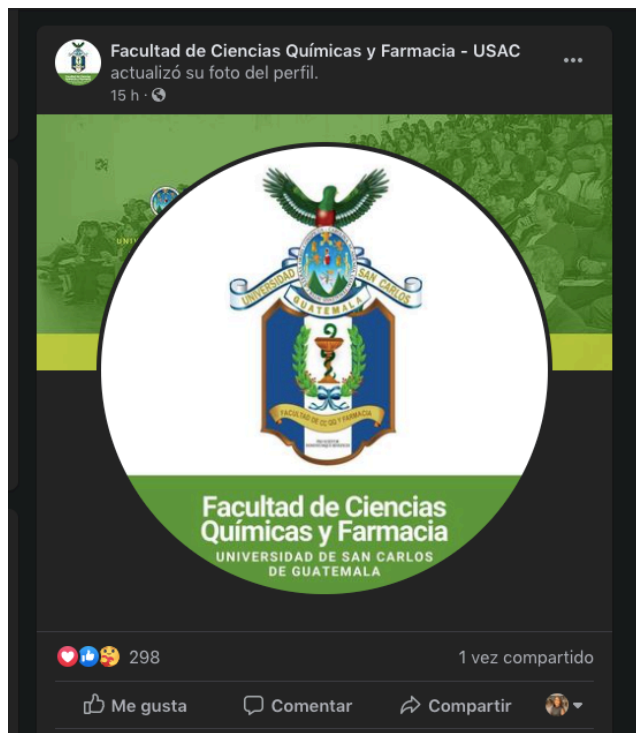 Facultad de Ciencias Químicas y Farmacia - USAC
actualizó su foto del perfil.
15 h ·
UNIVERSIDAD SAN CARLOS
GUATEMALA
FACULTAD DE CC QQ Y FARMACIA
Facultad de Ciencias
Químicas y Farmacia
UNIVERSIDAD DE SAN CARLOS
DE GUATEMALA
298
1 vez compartido
Me gusta
Comentar
Compartir